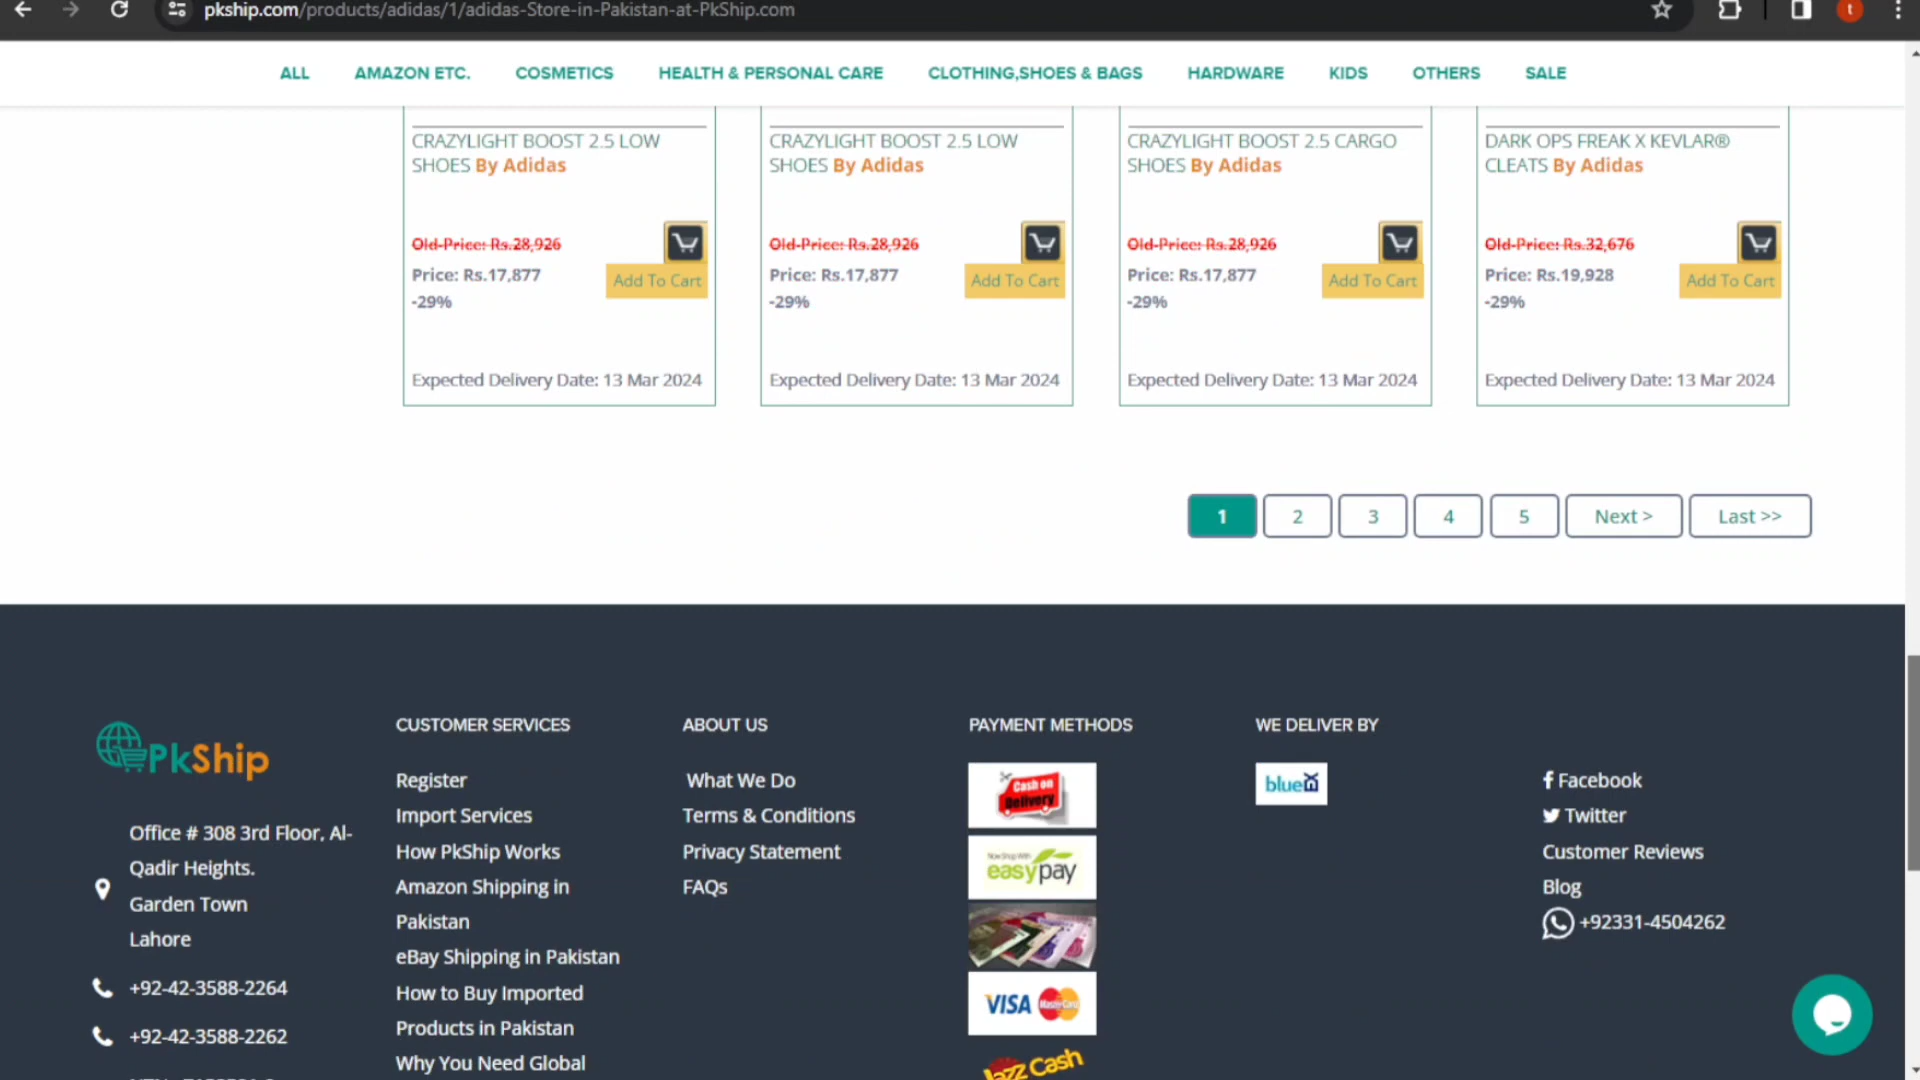 pkship.com/products/adidas/1/adidas-Store-in-Pakistan-at-PkShip.com
t
ALL AMAZON ETC. COSMETICS HEALTH & PERSONAL CARE CLOTHING,SHOES & BAGS HARDWARE KIDS OTHERS SALE
CRAZYLIGHT BOOST 2.5 LOW
SHOES By Adidas
Old-Price: Rs.28,926
Price: Rs.17,877
-29%
Add To Cart
Expected Delivery Date: 13 Mar 2024
CRAZYLIGHT BOOST 2.5 LOW
SHOES By Adidas
Old-Price: Rs.28,926
Price: Rs.17,877
-29%
Add To Cart
Expected Delivery Date: 13 Mar 2024
CRAZYLIGHT BOOST 2.5 CARGO
SHOES By Adidas
Old-Price: Rs.28,926
Price: Rs.17,877
-29%
Add To Cart
Expected Delivery Date: 13 Mar 2024
DARK OPS FREAK X KEVLAR®
CLEATS By Adidas
Old-Price: Rs.32,676
Price: Rs.19,928
-29%
Add To Cart
Expected Delivery Date: 13 Mar 2024
1 2 3 4 5 Next > Last >>
PkShip
Office # 308 3rd Floor, Al-
Qadir Heights.
Garden Town
Lahore
+92-42-3588-2264
+92-42-3588-2262
CUSTOMER SERVICES
Register
Import Services
How PkShip Works
Amazon Shipping in
Pakistan
eBay Shipping in Pakistan
How to Buy Imported
Products in Pakistan
Why You Need Global
ABOUT US
What We Do
Terms & Conditions
Privacy Statement
FAQs
PAYMENT METHODS
Cash on
Delivery
Now Shop With
easypay
VISA MasterCard
Jazz Cash
WE DELIVER BY
blueEX
Facebook
Twitter
Customer Reviews
Blog
+92331-4504262